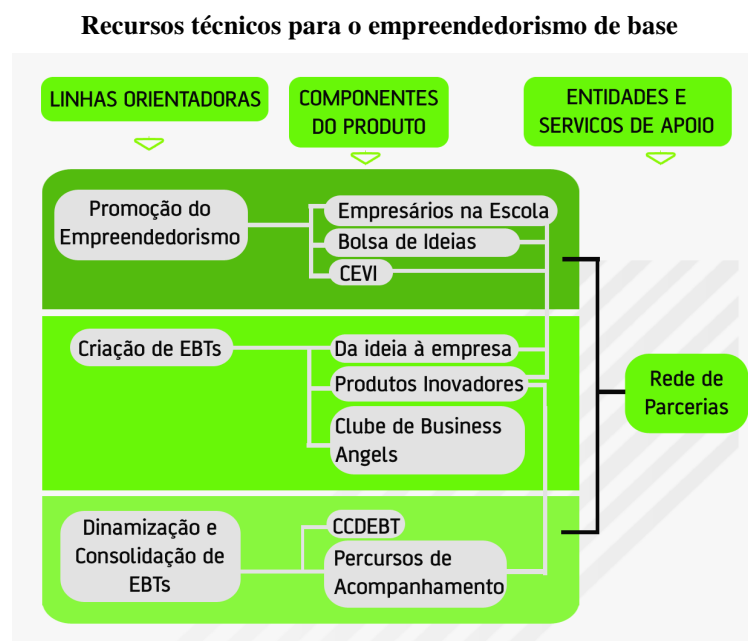 Recursos técnicos para o empreendedorismo de base
LINHAS ORIENTADORAS
COMPONENTES
DO PRODUTO
ENTIDADES E
SERVICOS DE APOIO
Promoção do
Empreendedorismo
Empresários na Escola
Bolsa de Ideias
CEVI
Criação de EBTs
Da ideia à empresa
Produtos Inovadores
Clube de Business
Angels
Rede de
Parcerias
Dinamização e
Consolidação de
EBTs
CCDEBT
Percursos de
Acompanhamento